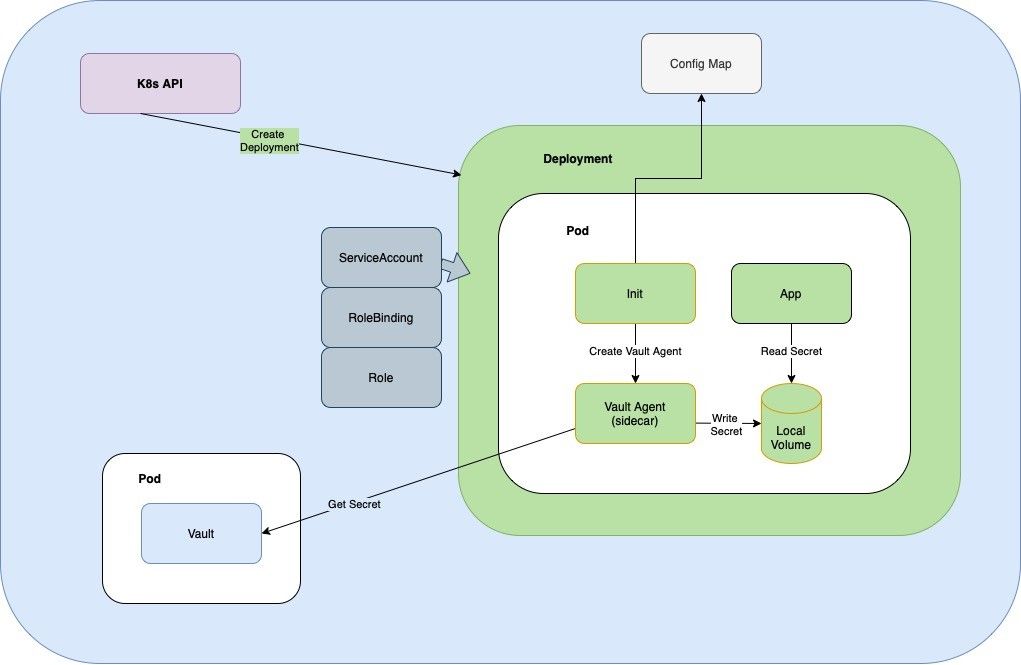 K8s API
Config Map
Create
Deployment
Deployment
Pod
ServiceAccount
RoleBinding
Role
Init
App
Create Vault Agent
Read Secret
Vault Agent
(sidecar)
Write
Secret
Local
Volume
Get Secret
Pod
Vault